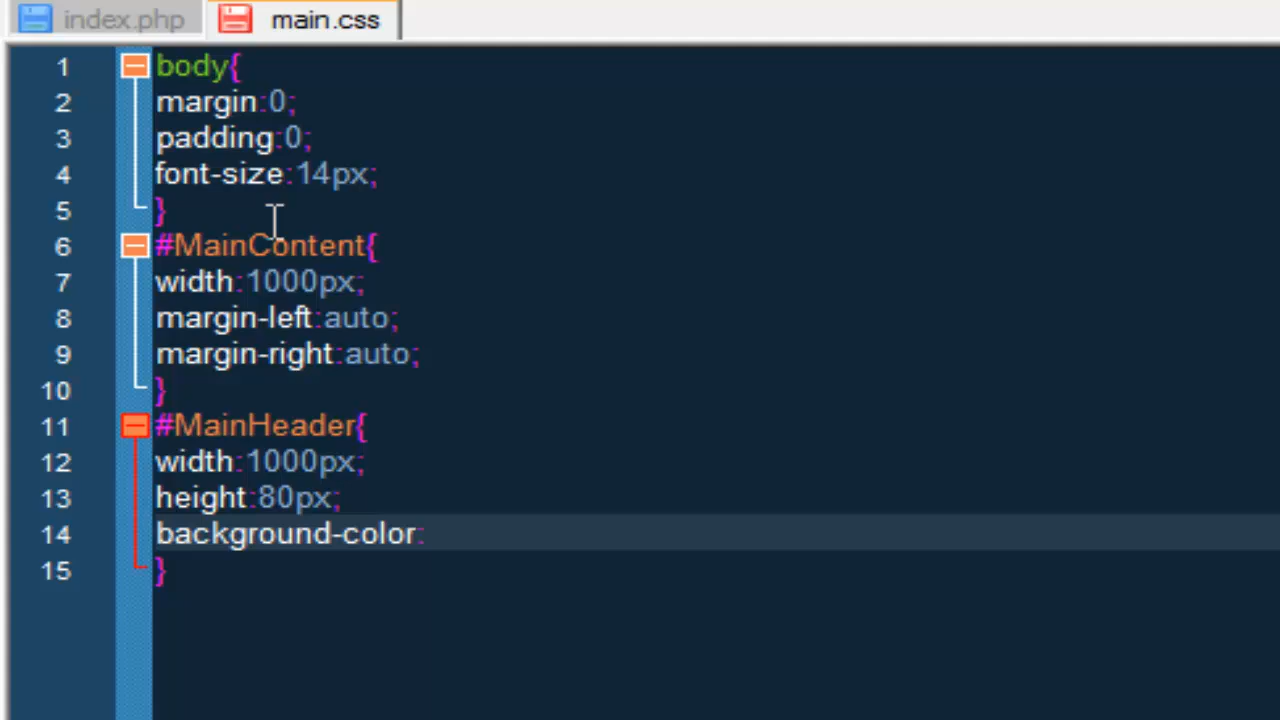 index.php main.css
1 body{
2 margin:0;
3 padding:0;
4 font-size:14px;
5 }
6 #MainContent{
7 width:1000px;
8 margin-left:auto;
9 margin-right:auto;
10 }
11 #MainHeader{
12 width:1000px;
13 height:80px;
14 background-color:
15 }